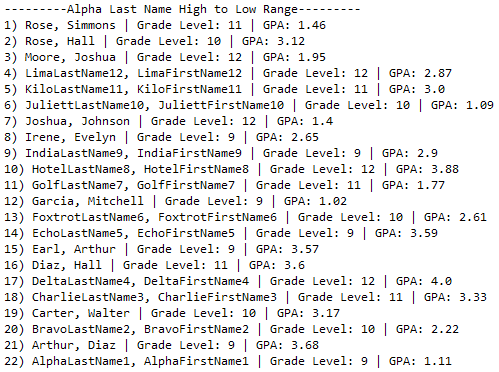 ---------Alpha Last Name High to Low Range---------
1) Rose, Simmons | Grade Level: 11 | GPA: 1.46
2) Rose, Hall | Grade Level: 10 | GPA: 3.12
3) Moore, Joshua | Grade Level: 12 | GPA: 1.95
4) LimaLastName12, LimaFirstName12 | Grade Level: 12 | GPA: 2.87
5) KiloLastName11, KiloFirstName11 | Grade Level: 11 | GPA: 3.0
6) JuliettLastName10, JuliettFirstName10 | Grade Level: 10 | GPA: 1.09
7) Joshua, Johnson | Grade Level: 12 | GPA: 1.4
8) Irene, Evelyn | Grade Level: 9 | GPA: 2.65
9) IndiaLastName9, IndiaFirstName9 | Grade Level: 9 | GPA: 2.9
10) HotelLastName8, HotelFirstName8 | Grade Level: 12 | GPA: 3.88
11) GolfLastName7, GolfFirstName7 | Grade Level: 11 | GPA: 1.77
12) Garcia, Mitchell | Grade Level: 9 | GPA: 1.02
13) FoxtrotLastName6, FoxtrotFirstName6 | Grade Level: 10 | GPA: 2.61
14) EchoLastName5, EchoFirstName5 | Grade Level: 9 | GPA: 3.59
15) Earl, Arthur | Grade Level: 9 | GPA: 3.57
16) Diaz, Hall | Grade Level: 11 | GPA: 3.6
17) DeltaLastName4, DeltaFirstName4 | Grade Level: 12 | GPA: 4.0
18) CharlieLastName3, CharlieFirstName3 | Grade Level: 11 | GPA: 3.33
19) Carter, Walter | Grade Level: 10 | GPA: 3.17
20) BravoLastName2, BravoFirstName2 | Grade Level: 10 | GPA: 2.22
21) Arthur, Diaz | Grade Level: 9 | GPA: 3.68
22) AlphaLastName1, AlphaFirstName1 | Grade Level: 9 | GPA: 1.11